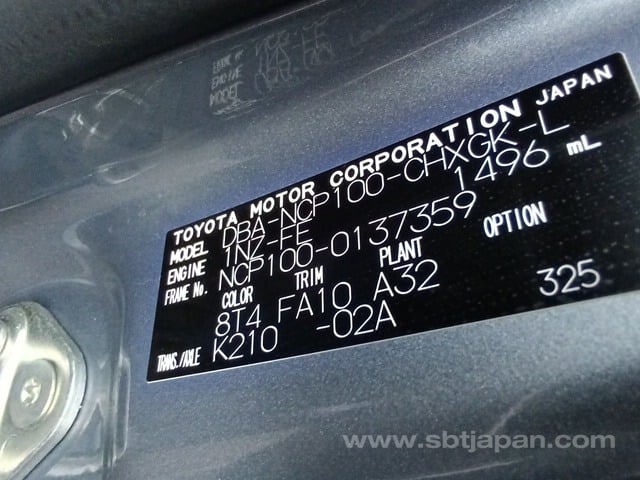 TOYOTA MOTOR CORPORATION JAPAN
MODEL DBA-NCP100-CHXGK-L
ENGINE 1NZ-FE 1496 mL
FRAME No. NCP100-0137359
COLOR TRIM PLANT OPTION
8T4 FA10 A32 325
TRANS./AXLE K210 -02A
www.sbtjapan.com